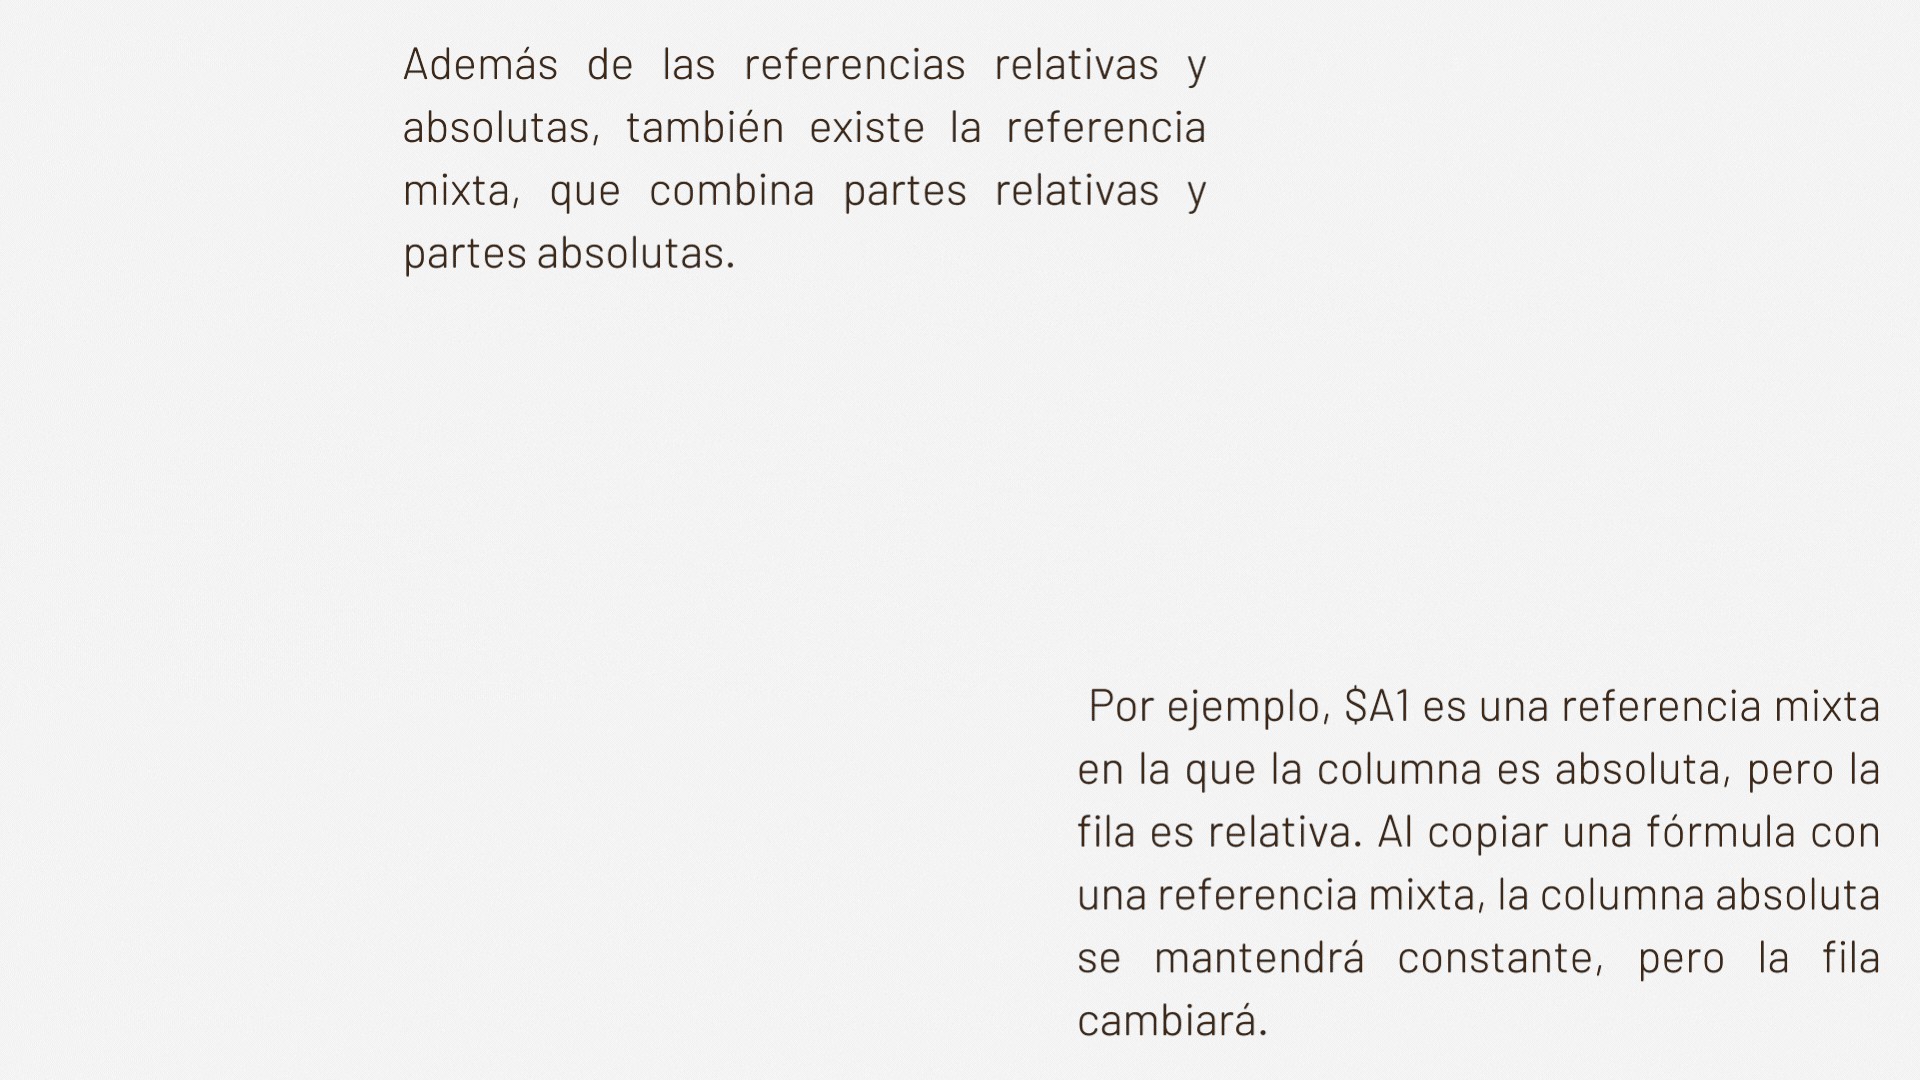 Además de las referencias relativas y
absolutas, también existe la referencia
mixta, que combina partes relativas y
partes absolutas.
Por ejemplo, $A1 es una referencia mixta
en la que la columna es absoluta, pero la
fila es relativa. Al copiar una fórmula con
una referencia mixta, la columna absoluta
se mantendrá constante, pero la fila
cambiará.